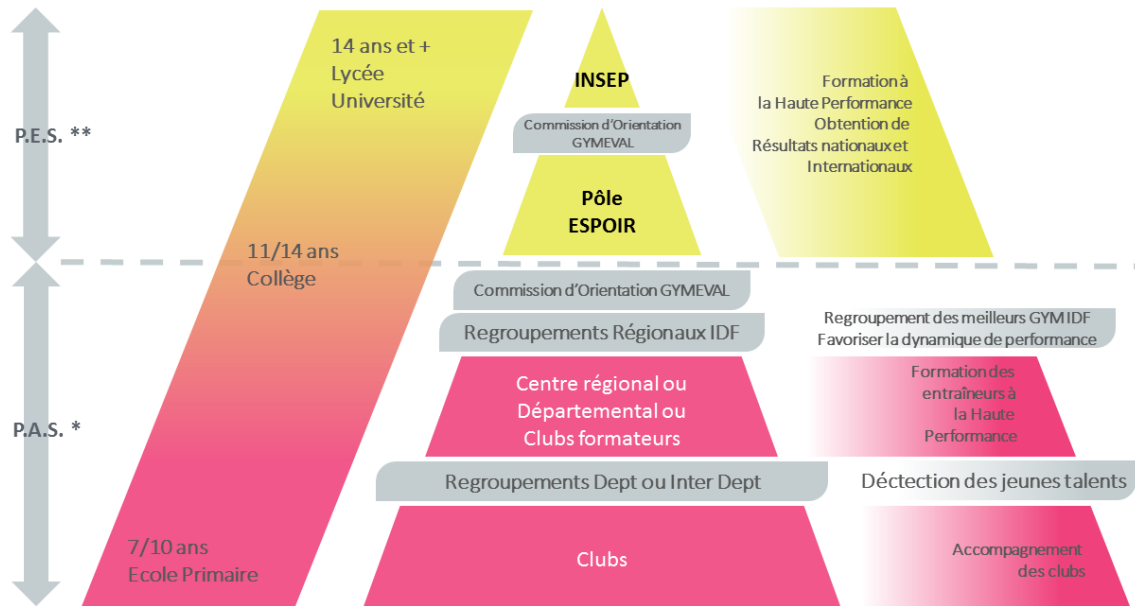 P.E.S. **
14 ans et +
Lycée
Université
INSEP
Commission d'Orientation
GYMEVAL
Pôle
ESPOIR
Formation à
la Haute Performance
Obtention de
Résultats nationaux et
Internationaux
11/14 ans
Collège
P.A.S. *
Commission d'Orientation GYMEVAL
Regroupements Régionaux IDF
Regroupement des meilleurs GYM IDF
Favoriser la dynamique de performance
Centre régional ou
Départemental ou
Clubs formateurs
Formation des
entraîneurs à
la Haute
Performance
Regroupements Dept ou Inter Dept
Déctection des jeunes talents
7/10 ans
Ecole Primaire
Clubs
Accompagnement
des clubs